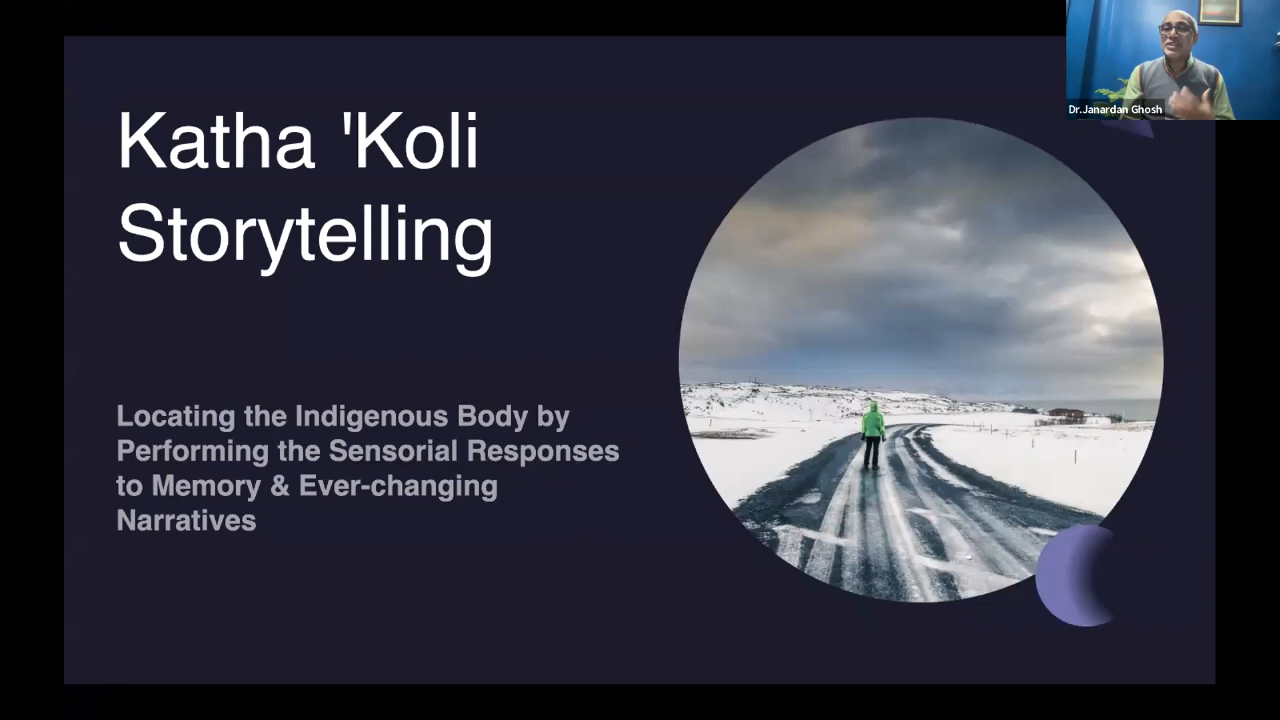 Katha 'Koli
Storytelling
Locating the Indigenous Body by
Performing the Sensorial Responses
to Memory & Ever-changing
Narratives
Dr.Janardan Ghosh